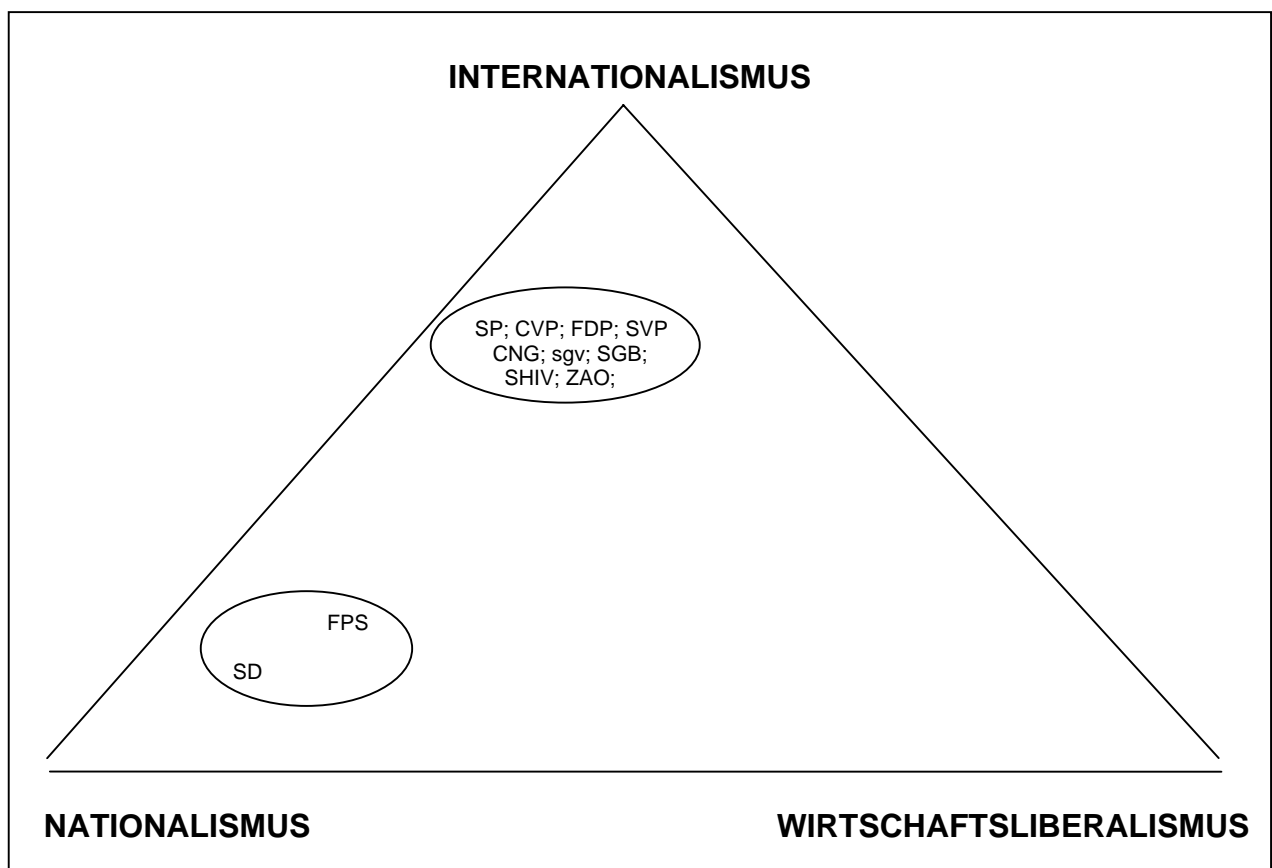 INTERNATIONALISMUS
SP; CVP; FDP; SVP
CNG; sgv; SGB;
SHIV; ZAO;
FPS
SD
NATIONALISMUS
WIRTSCHAFTSLIBERALISMUS